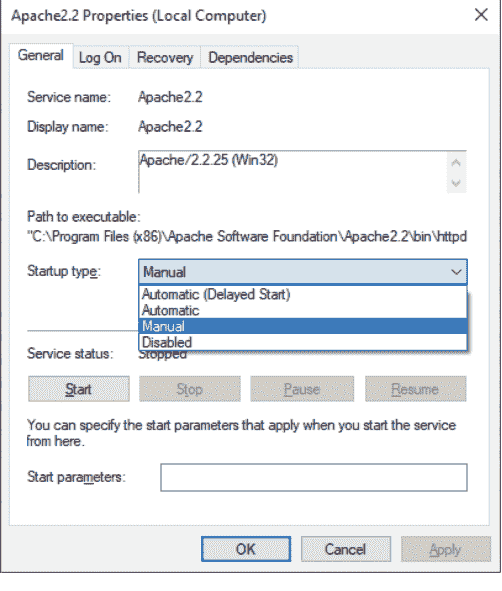 Apache2.2 Properties (Local Computer)
General Log On Recovery Dependencies
Service name: Apache2.2
Display name: Apache2.2
Description: Apache/2.2.25 (Win32)
Path to executable:
"C:\Program Files (x86)\Apache Software Foundation\Apache2.2\bin\httpd
Startup type: Manual
Automatic (Delayed Start)
Automatic
Manual
Disabled
Service status: Stopped
Start Stop Pause Resume
You can specify the start parameters that apply when you start the service
from here.
Start parameters:
OK Cancel Apply